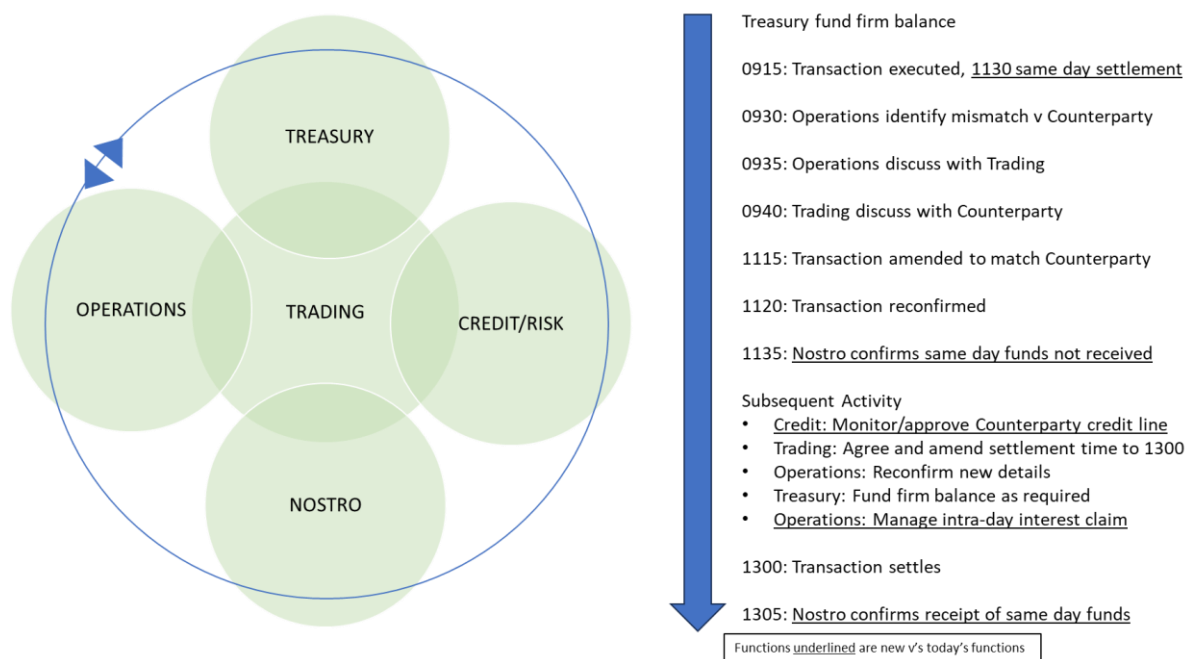 TREASURY
OPERATIONS
TRADING
CREDIT/RISK
NOSTRO
Treasury fund firm balance
0915: Transaction executed, 1130 same day settlement
0930: Operations identify mismatch v Counterparty
0935: Operations discuss with Trading
0940: Trading discuss with Counterparty
1115: Transaction amended to match Counterparty
1120: Transaction reconfirmed
1135: Nostro confirms same day funds not received
Subsequent Activity
• Credit: Monitor/approve Counterparty credit line
• Trading: Agree and amend settlement time to 1300
• Operations: Reconfirm new details
• Treasury: Fund firm balance as required
• Operations: Manage intra-day interest claim
1300: Transaction settles
1305: Nostro confirms receipt of same day funds
Functions underlined are new v's today's functions